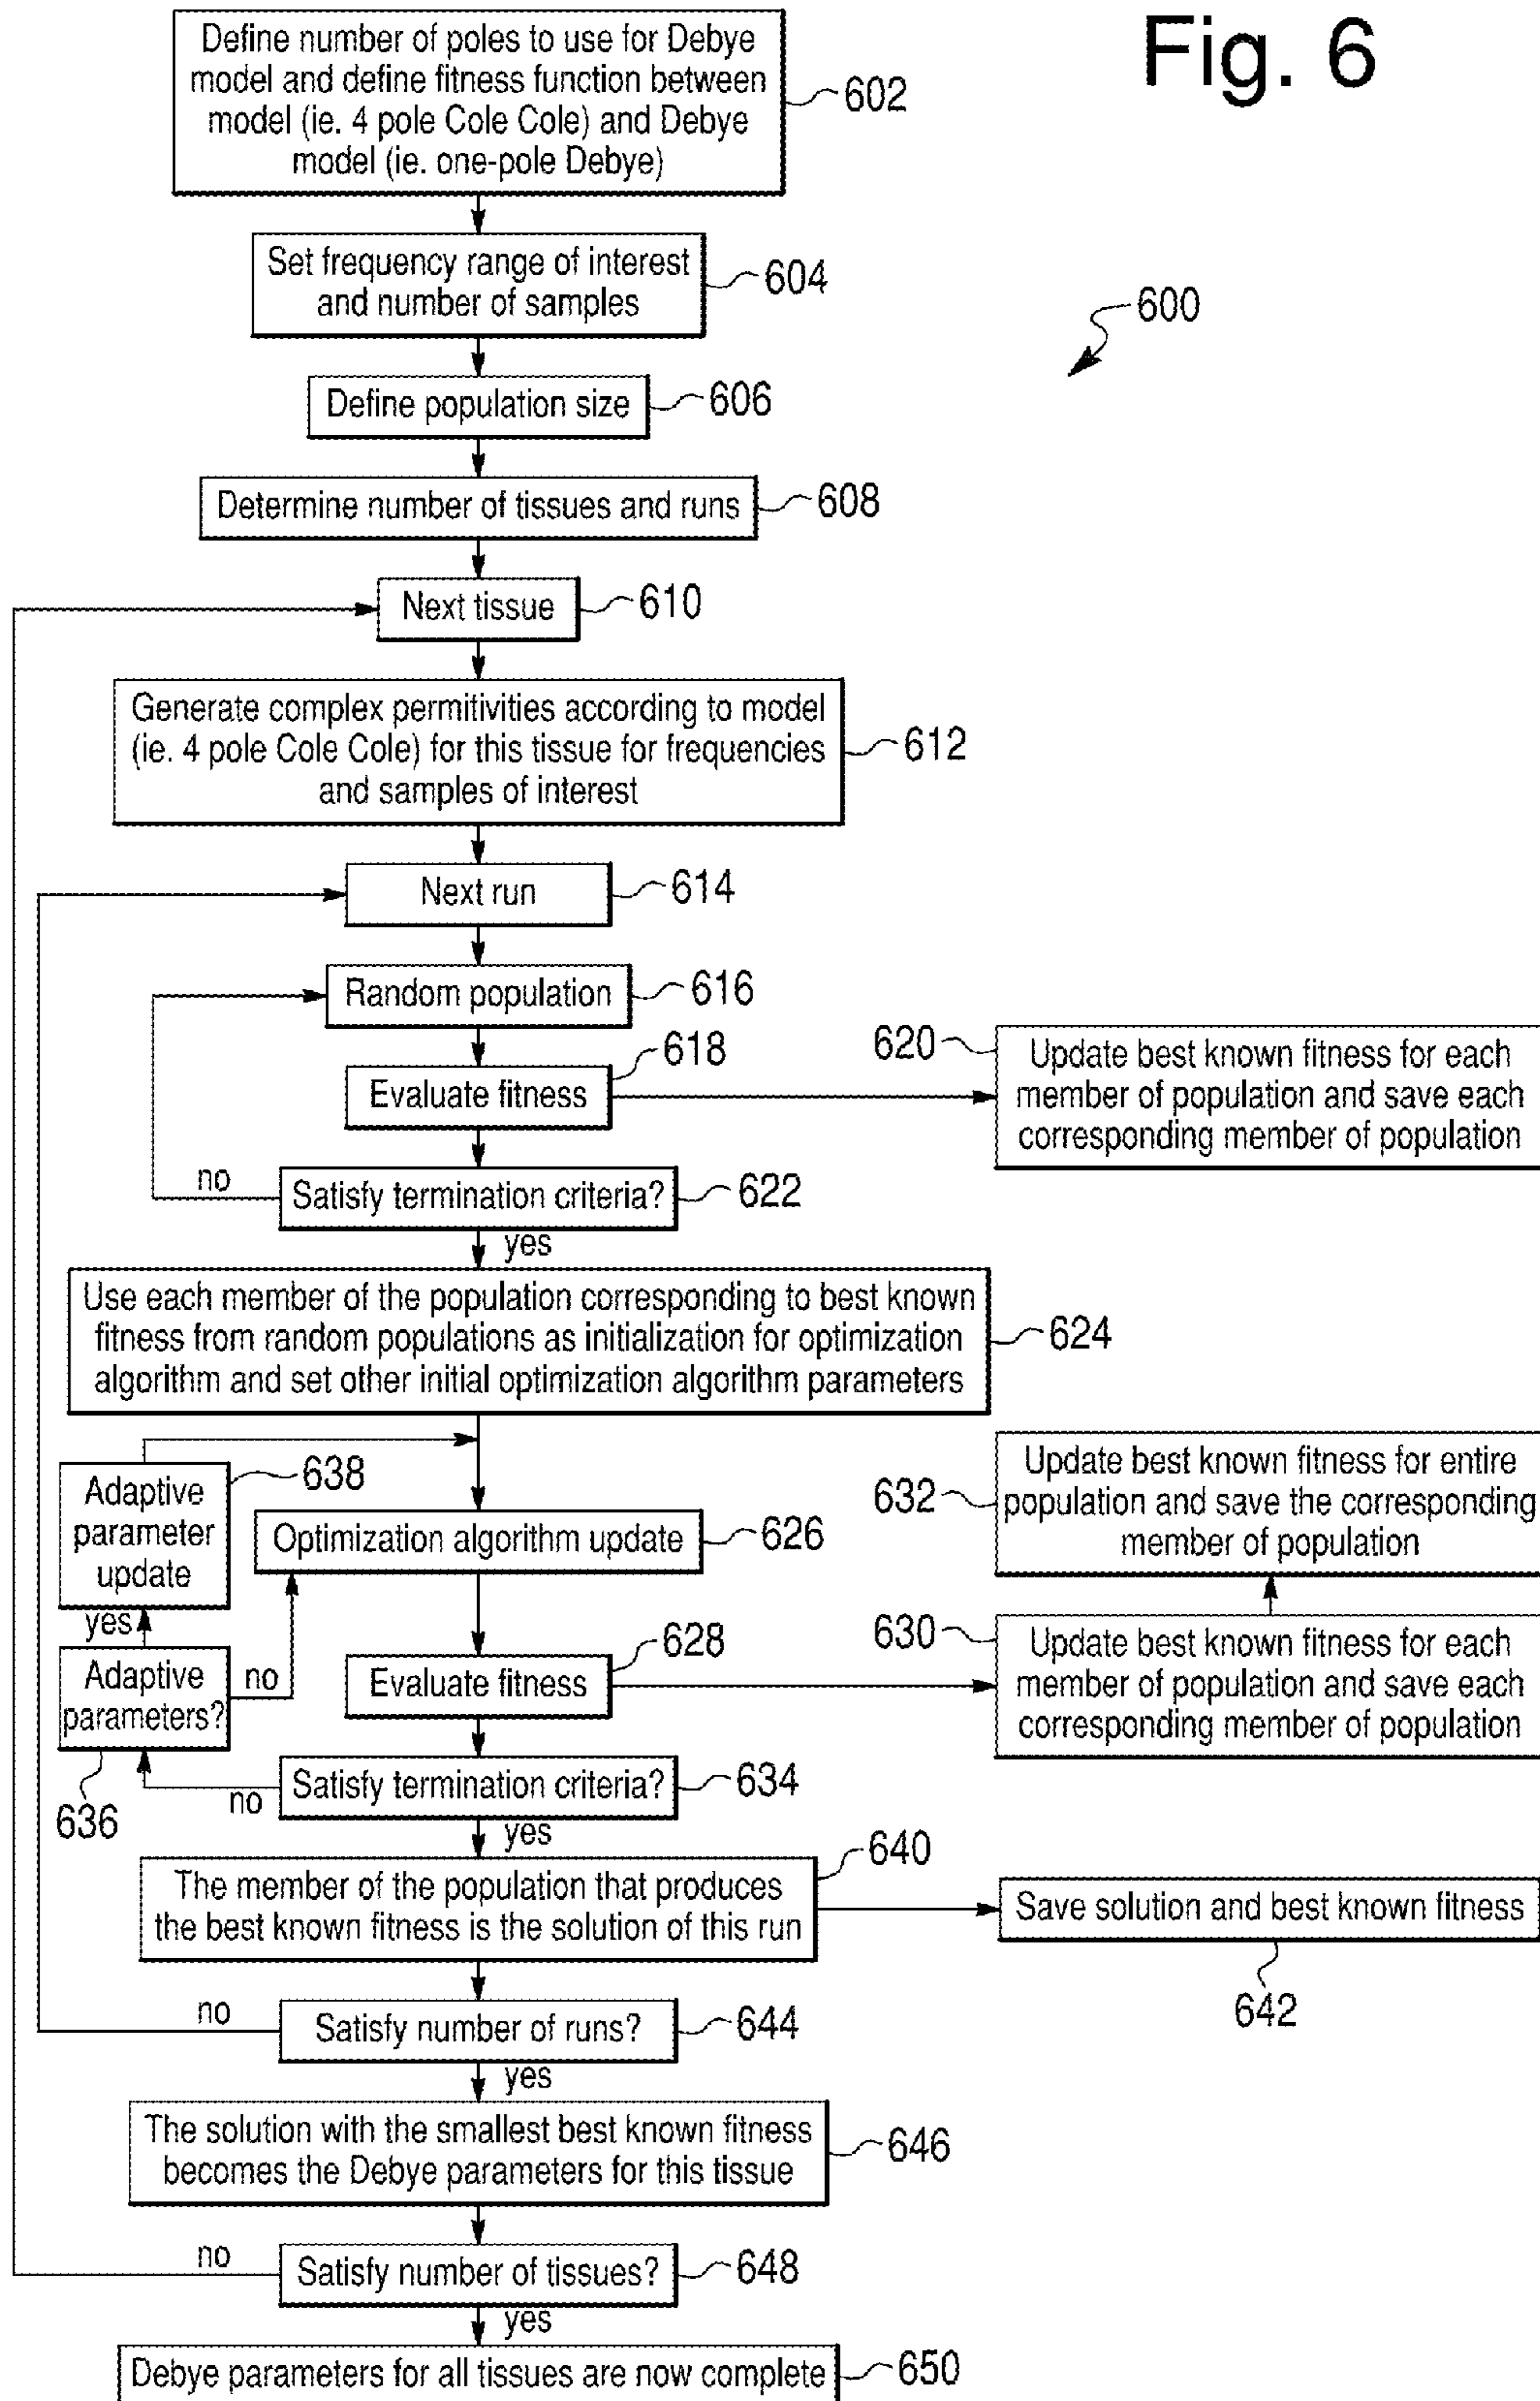 Fig. 6
Define number of poles to use for Debye
model and define fitness function between
model (ie. 4 pole Cole Cole) and Debye
model (ie. one-pole Debye)
602
Set frequency range of interest
and number of samples
604
600
Define population size
606
Determine number of tissues and runs
608
Next tissue
610
Generate complex permitivities according to model
(ie. 4 pole Cole Cole) for this tissue for frequencies
and samples of interest
612
Next run
614
Random population
616
Evaluate fitness
618
620
Update best known fitness for each
member of population and save each
corresponding member of population
no
Satisfy termination criteria?
622
yes
Use each member of the population corresponding to best known
fitness from random populations as initialization for optimization
algorithm and set other initial optimization algorithm parameters
624
Adaptive
parameter
update
638
Optimization algorithm update
626
632
Update best known fitness for entire
population and save the corresponding
member of population
yes
Adaptive
parameters?
no
636
Evaluate fitness
628
630
Update best known fitness for each
member of population and save each
corresponding member of population
no
Satisfy termination criteria?
634
yes
The member of the population that produces
the best known fitness is the solution of this run
640
Save solution and best known fitness
642
no
Satisfy number of runs?
644
yes
The solution with the smallest best known fitness
becomes the Debye parameters for this tissue
646
no
Satisfy number of tissues?
648
yes
Debye parameters for all tissues are now complete
650